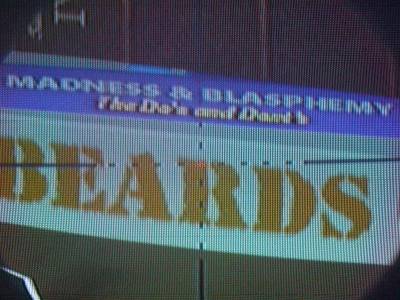 MADNESS & BLASPHEMY
The Do's and Dont's
BEARDS